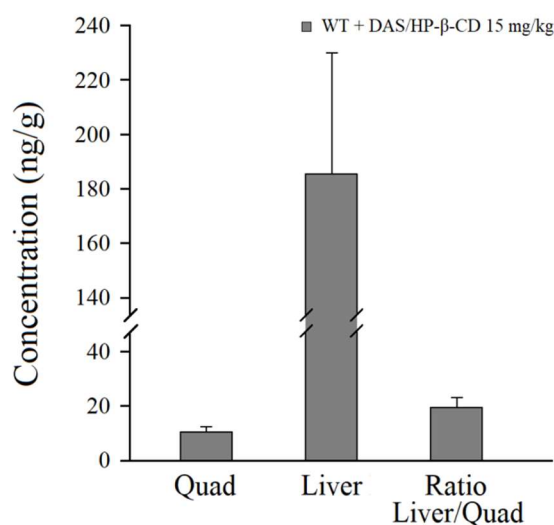 WT + DAS/HP-β-CD 15 mg/kg
Concentration (ng/g)
240
220
200
180
160
140
40
20
0
Quad
Liver
Ratio
Liver/Quad